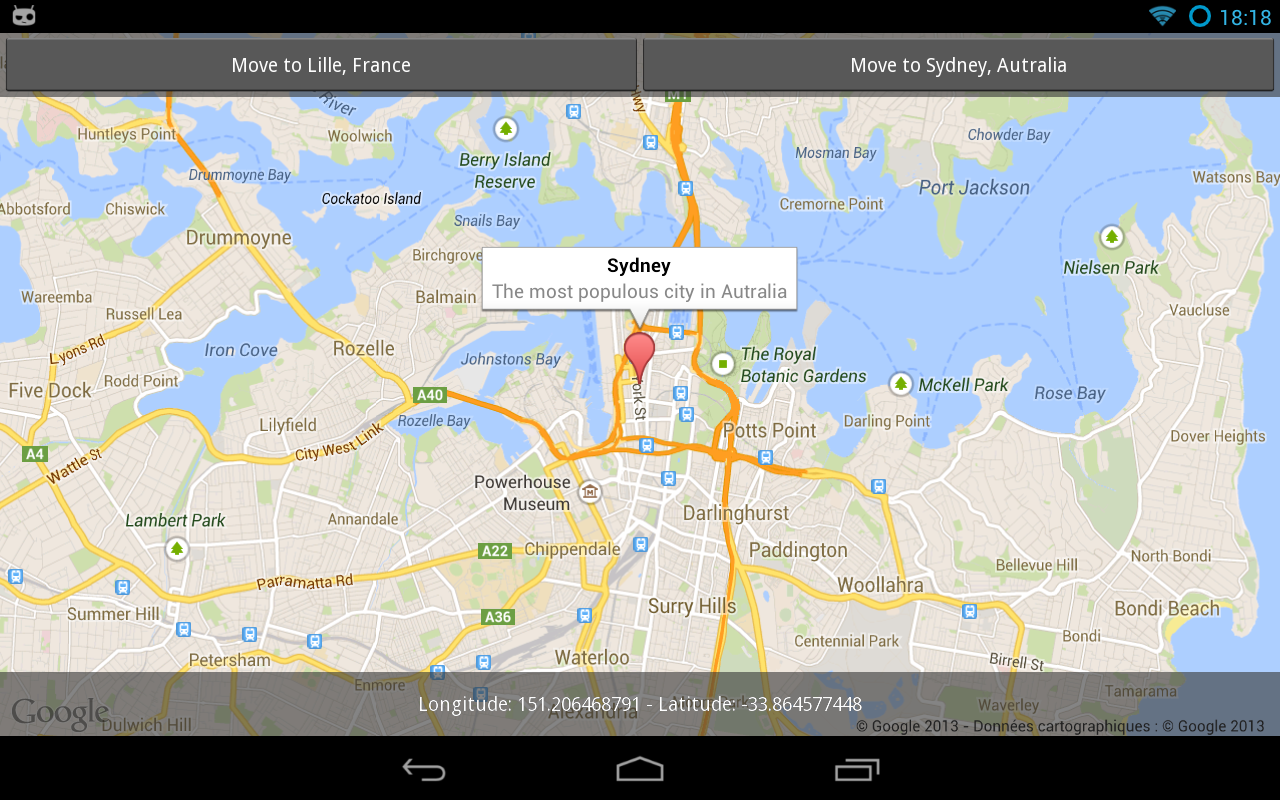 18:18
Move to Lille, France
Move to Sydney, Autralia
River
M1
Huntleys Point
Woolwich
Chowder Bay
Berry Island
Reserve
Mosman Bay
Drummoyne Bay
Watsons Bay
Port Jackson
Cockatoo Island
Cremorne Point
Abbotsford
Chiswick
Snails Bay
Drummoyne
Birchgrove
Nielsen Park
Sydney
The most populous city in Autralia
Wareemba
Balmain
Russell Lea
Vaucluse
Lyons Rd
Iron Cove
Rozelle
Johnstons Bay
The Royal
Botanic Gardens
Rodd Point
Five Dock
McKell Park
Rose Bay
A40
York St
Rozelle Bay
Darling Point
Lilyfield
Potts Point
Dover Heights
City West Link
A4
Wattle St
Powerhouse
Museum
Lambert Park
Annandale
Darlinghurst
A22
Chippendale
Paddington
North Bondi
Bellevue Hill
Parramatta Rd
Woollahra
Summer Hill
A36
Surry Hills
Bondi Beach
Bondi
Centennial Park
Petersham
Waterloo
Birrell St
Enmore
Tamarama
Longitude: 151.206468791 - Latitude: -33.864577448
Waverley
Alexandria
Google
Dulwich Hill
© Google 2013 - Données cartographiques : © Google 2013